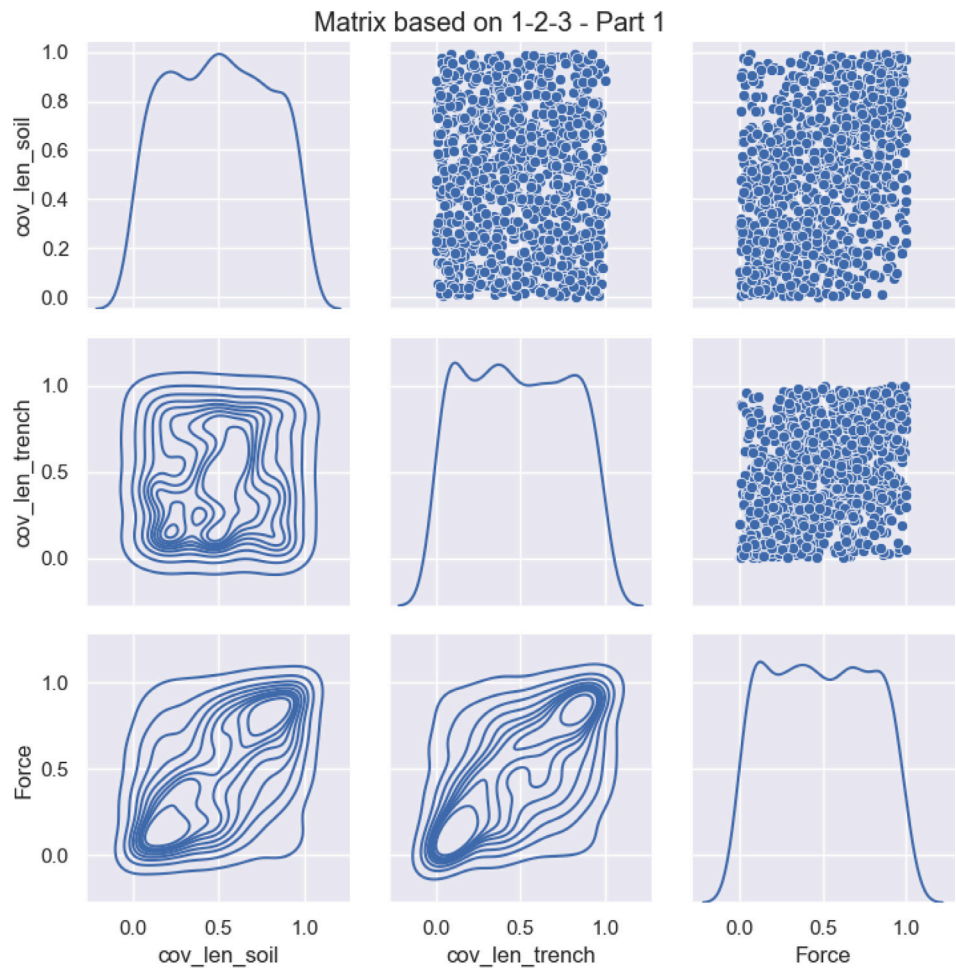 Matrix based on 1-2-3 - Part 1
1.0
0.8
0.6
0.4
0.2
0.0
cov_len_soil
1.0
0.5
0.0
cov_len_trench
1.0
0.5
0.0
Force
0.0 0.5 1.0 0.0 0.5 1.0 0.0 0.5 1.0
cov_len_soil cov_len_trench Force